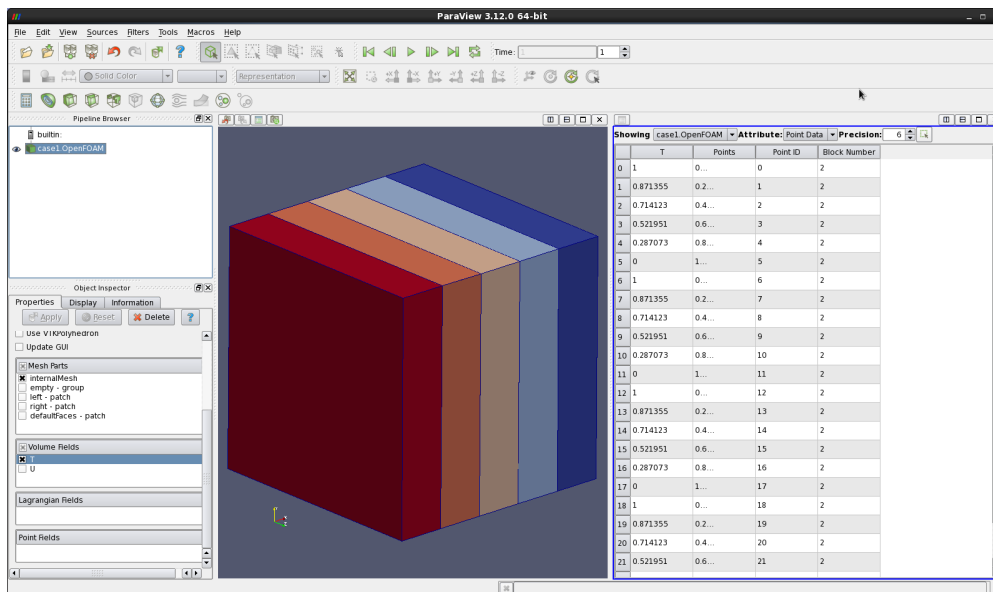 ParaView 3.12.0 64-bit
File Edit View Sources Filters Tools Macros Help
Time: 1 1
Solid Color Representation
Pipeline Browser
builtin:
case1.OpenFOAM
Object Inspector
Properties Display Information
Apply Reset Delete ?
Use VTKPolyhedron
Update GUI
Mesh Parts
internalMesh
empty - group
left - patch
right - patch
defaultFaces - patch
Volume Fields
T
U
Lagrangian Fields
Point Fields
Showing case1.OpenFOAM Attribute: Point Data Precision: 6
T Points Point ID Block Number
0 1 0... 0 2
1 0.871355 0.2... 1 2
2 0.714123 0.4... 2 2
3 0.521951 0.6... 3 2
4 0.287073 0.8... 4 2
5 0 1... 5 2
6 1 0... 6 2
7 0.871355 0.2... 7 2
8 0.714123 0.4... 8 2
9 0.521951 0.6... 9 2
10 0.287073 0.8... 10 2
11 0 1... 11 2
12 1 0... 12 2
13 0.871355 0.2... 13 2
14 0.714123 0.4... 14 2
15 0.521951 0.6... 15 2
16 0.287073 0.8... 16 2
17 0 1... 17 2
18 1 0... 18 2
19 0.871355 0.2... 19 2
20 0.714123 0.4... 20 2
21 0.521951 0.6... 21 2